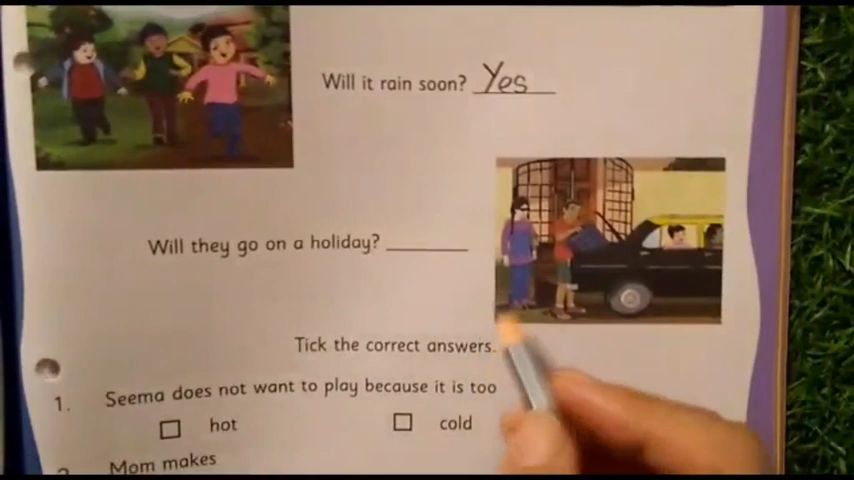 Will it rain soon? Yes
Will they go on a holiday?
Tick the correct answers.
1. Seema does not want to play because it is too
hot cold
2. Mom makes